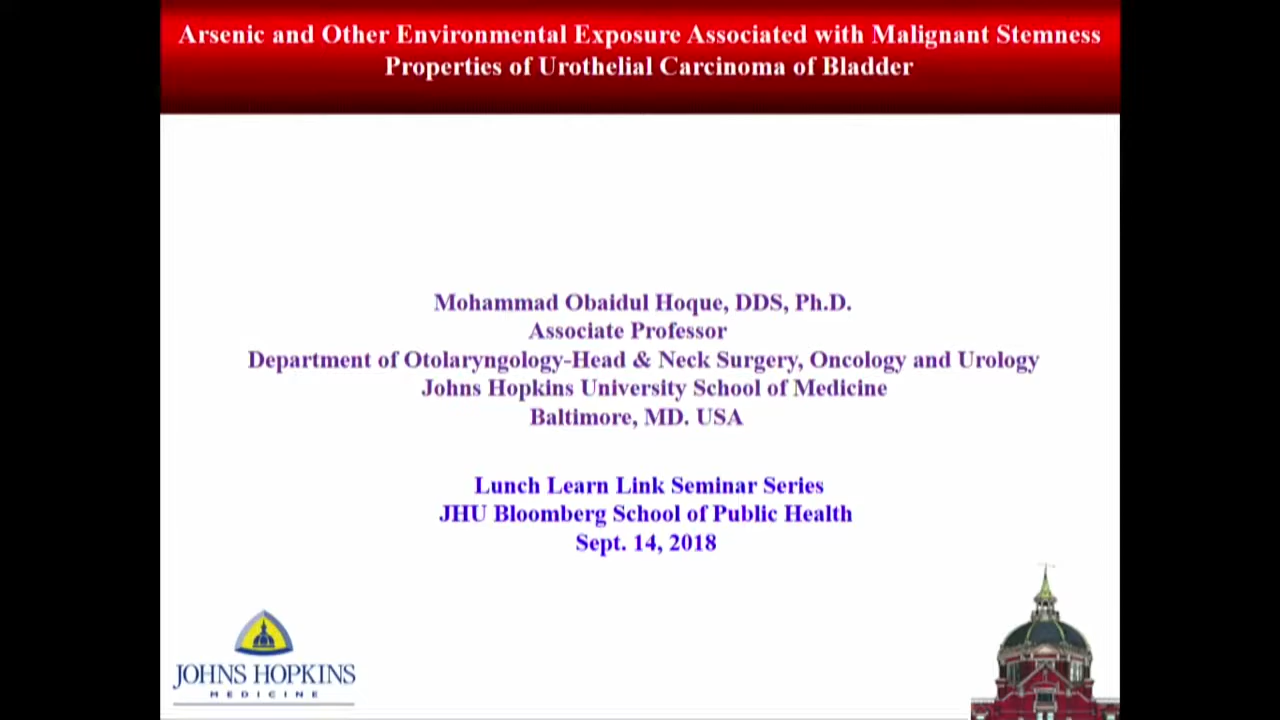 Arsenic and Other Environmental Exposure Associated with Malignant Stemness
Properties of Urothelial Carcinoma of Bladder
Mohammad Obaidul Hoque, DDS, Ph.D.
Associate Professor
Department of Otolaryngology-Head & Neck Surgery, Oncology and Urology
Johns Hopkins University School of Medicine
Baltimore, MD. USA
Lunch Learn Link Seminar Series
JHU Bloomberg School of Public Health
Sept. 14, 2018
JOHNS HOPKINS
MEDICINE